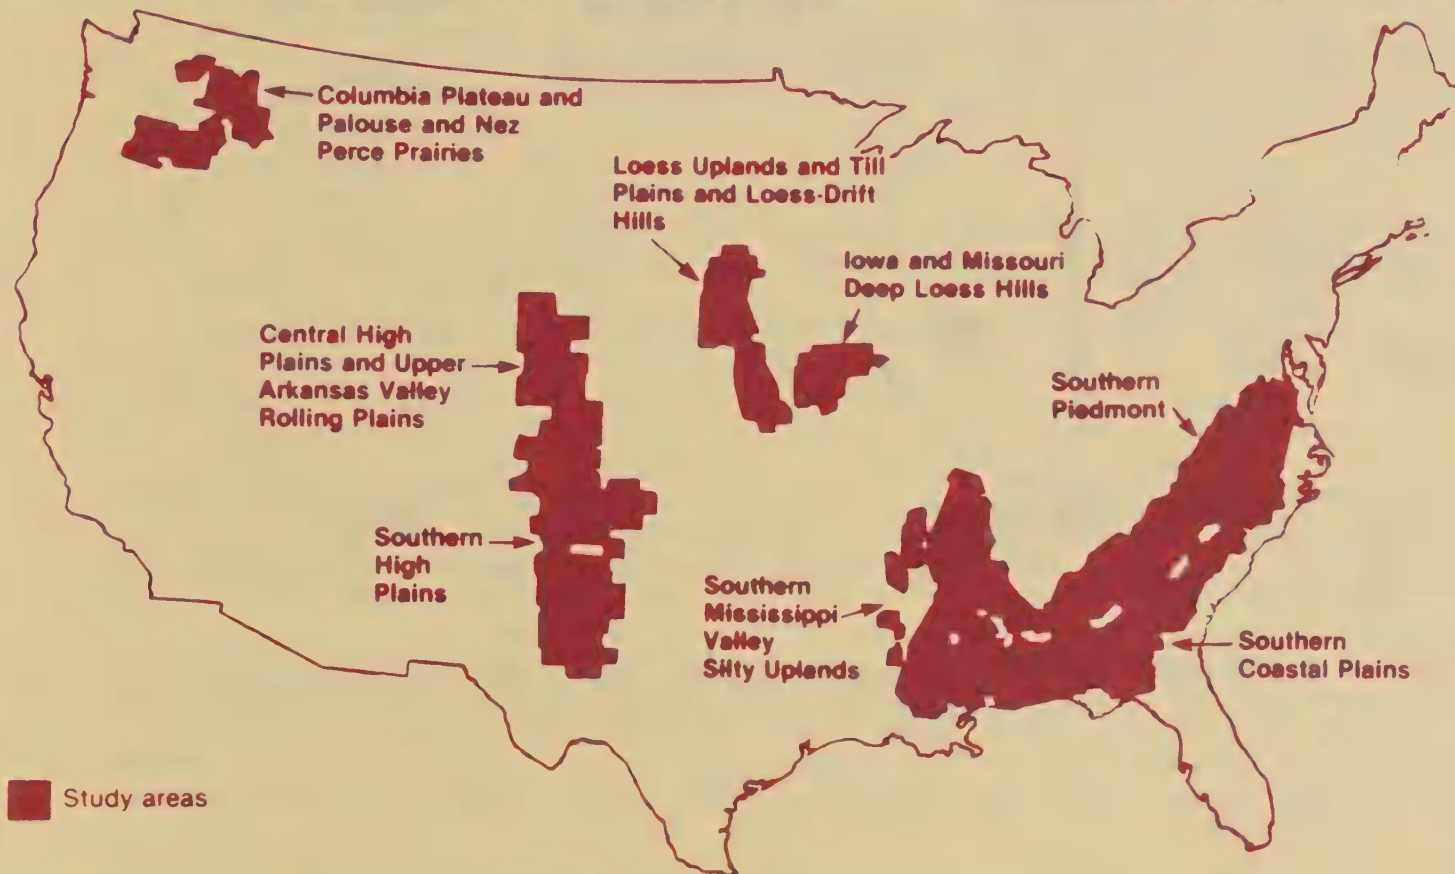 Columbia Plateau and
Palouse and Nez
Perce Prairies
Loess Uplands and Till
Plains and Loess-Drift
Hills
Iowa and Missouri
Deep Loess Hills
Central High
Plains and Upper
Arkansas Valley
Rolling Plains
Southern
Piedmont
Southern
High
Plains
Southern
Mississippi
Valley
Silty Uplands
Southern
Coastal Plains
Study areas